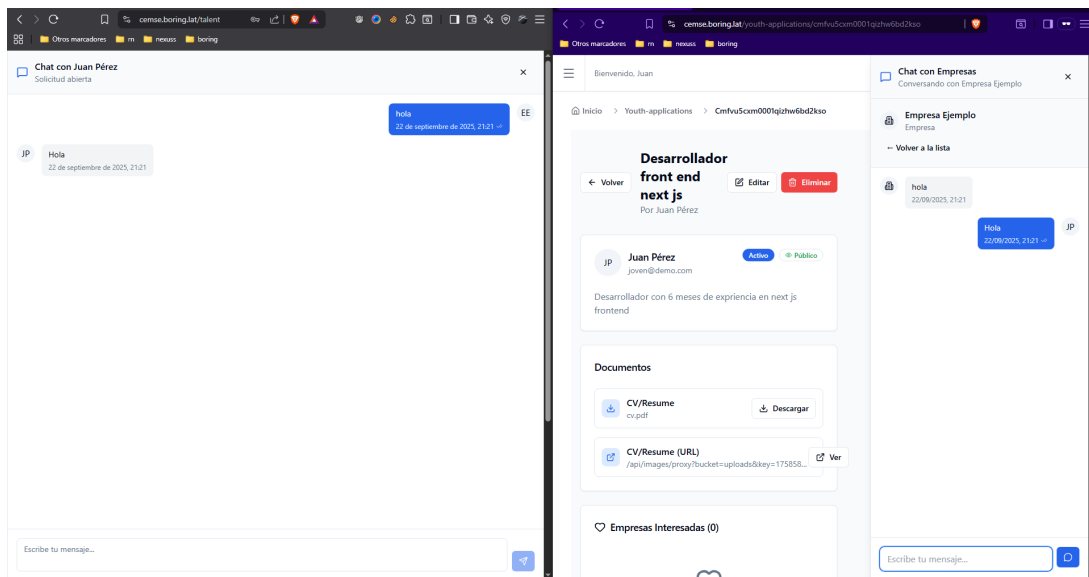 cemse.boring.lat/talent
Otros marcadores
rn
nexuss
boring
Chat con Juan Pérez
Solicitud abierta
hola
22 de septiembre de 2025, 21:21
EE
JP
Hola
22 de septiembre de 2025, 21:21
Escribe tu mensaje...
cemse.boring.lat/youth-applications/cmfvu5cxm0001qizhw6bd2kso
Otros marcadores
rn
nexuss
boring
Bienvenido, Juan
Inicio > Youth-applications > Cmfvu5cxm0001qizhw6bd2kso
← Volver
Desarrollador
front end
next js
Por Juan Pérez
Editar
Eliminar
JP
Juan Pérez
joven@demo.com
Activo
Público
Desarrollador con 6 meses de expriencia en next js
frontend
Documentos
CV/Resume
cv.pdf
Descargar
CV/Resume (URL)
/api/images/proxy?bucket=uploads&key=175858...
Ver
Empresas Interesadas (0)
Chat con Empresas
Conversando con Empresa Ejemplo
Empresa Ejemplo
Empresa
← Volver a la lista
hola
22/09/2025, 21:21
Hola
22/09/2025, 21:21
JP
Escribe tu mensaje...